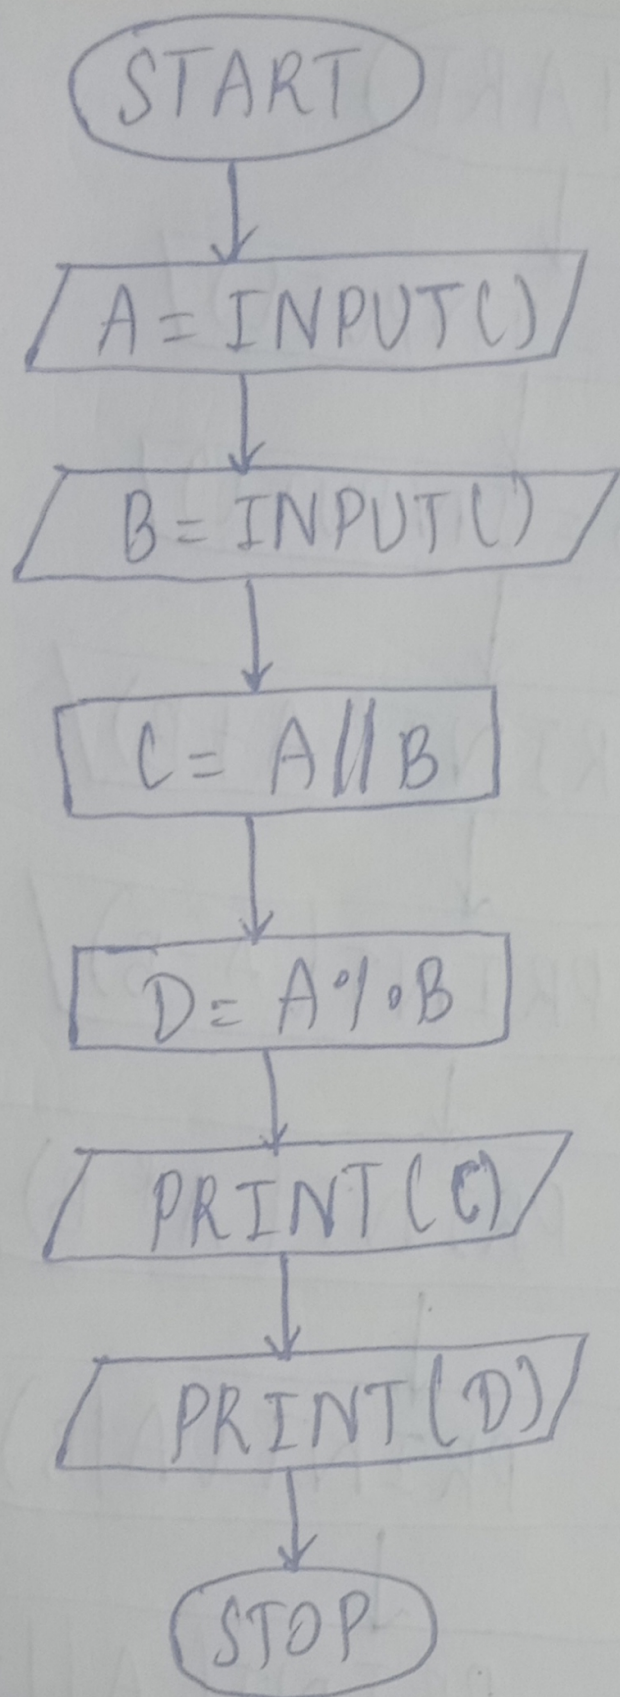 START
A = INPUT()
B = INPUT()
C = A // B
D = A % B
PRINT(C)
PRINT(D)
STOP